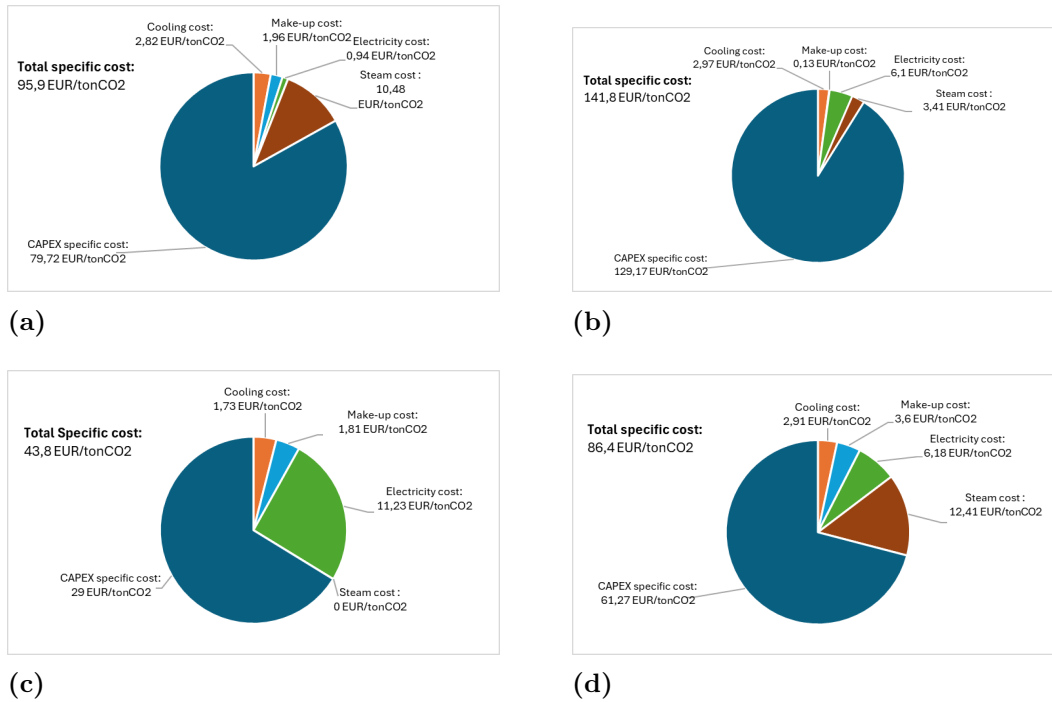 Total specific cost:
95,9 EUR/tonCO2
Cooling cost:
2,82 EUR/tonCO2
Make-up cost:
1,96 EUR/tonCO2
Electricity cost:
0,94 EUR/tonCO2
Steam cost :
10,48
EUR/tonCO2
CAPEX specific cost:
79,72 EUR/tonCO2
(a)
Total specific cost:
141,8 EUR/tonCO2
Cooling cost:
2,97 EUR/tonCO2
Make-up cost:
0,13 EUR/tonCO2
Electricity cost:
6,1 EUR/tonCO2
Steam cost :
3,41 EUR/tonCO2
CAPEX specific cost:
129,17 EUR/tonCO2
(b)
Total Specific cost:
43,8 EUR/tonCO2
Cooling cost:
1,73 EUR/tonCO2
Make-up cost:
1,81 EUR/tonCO2
Electricity cost:
11,23 EUR/tonCO2
Steam cost :
0 EUR/tonCO2
CAPEX specific cost:
29 EUR/tonCO2
(c)
Total specific cost:
86,4 EUR/tonCO2
Cooling cost:
2,91 EUR/tonCO2
Make-up cost:
3,6 EUR/tonCO2
Electricity cost:
6,18 EUR/tonCO2
Steam cost :
12,41 EUR/tonCO2
CAPEX specific cost:
61,27 EUR/tonCO2
(d)